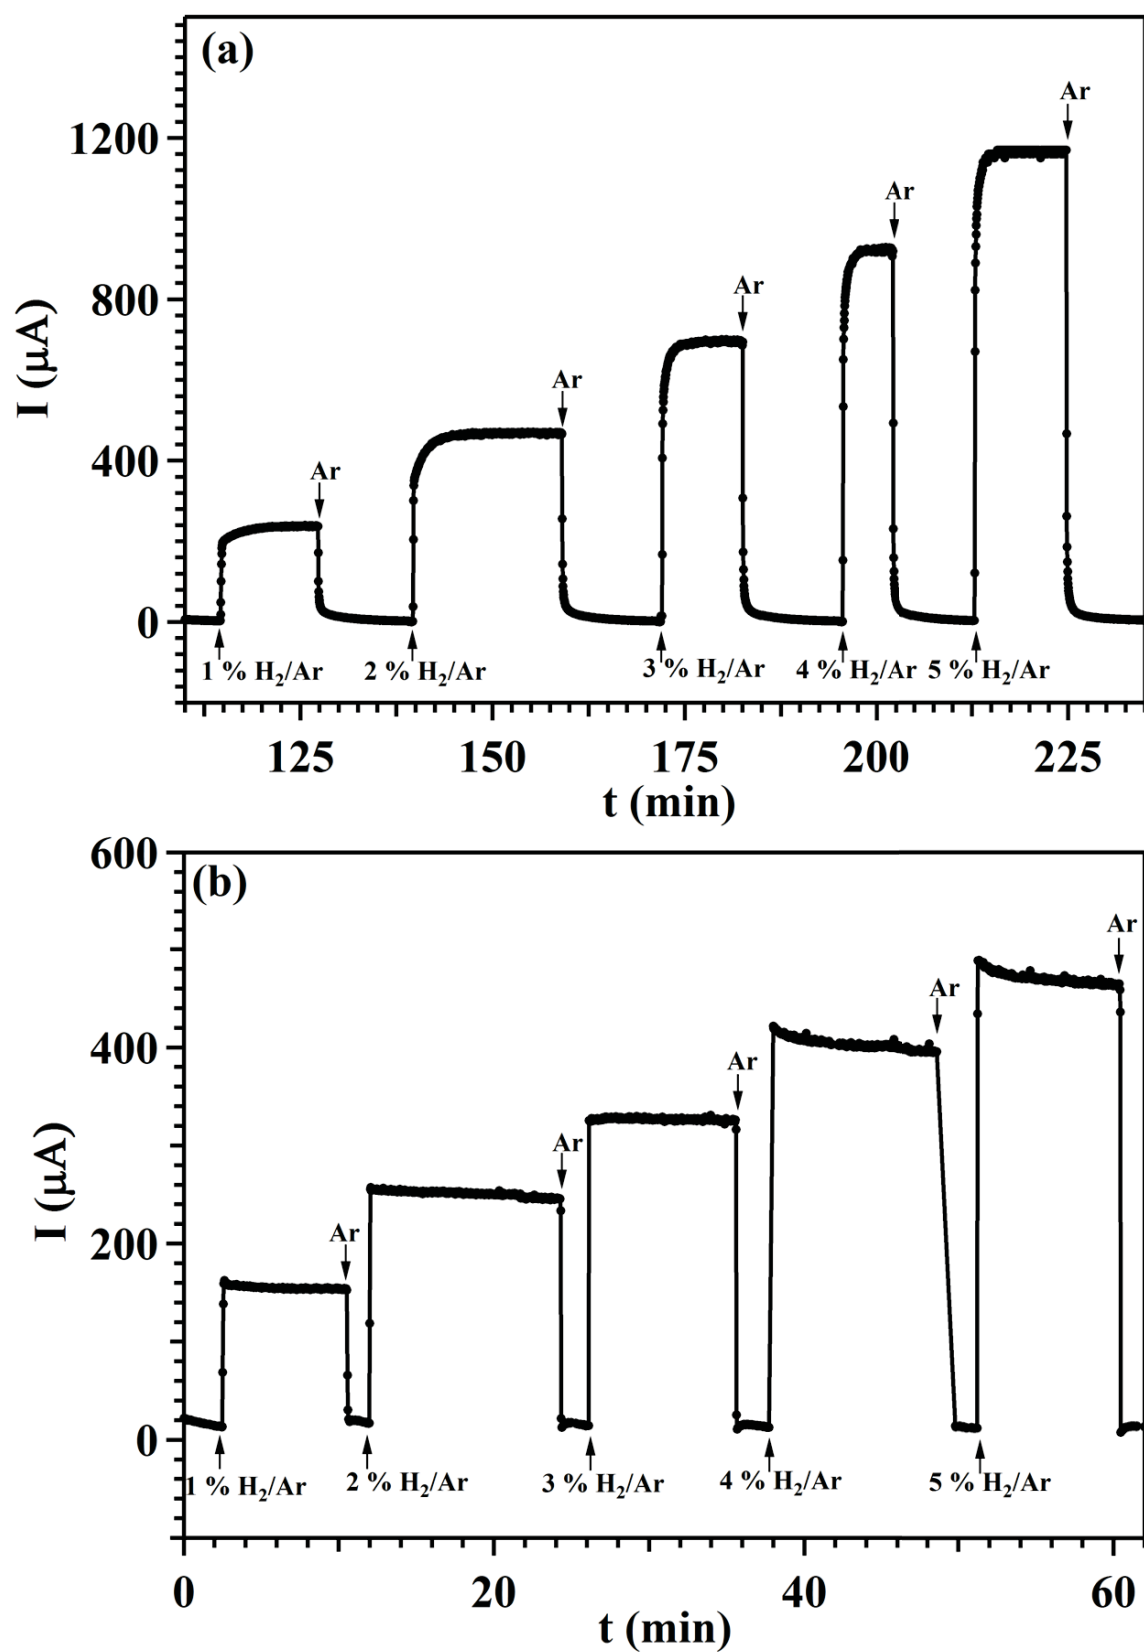 (a)
Ar
1200
Ar
Ar
800
I (μA)
Ar
400
Ar
0
1 % H₂/Ar 2 % H₂/Ar 3 % H₂/Ar 4 % H₂/Ar 5 % H₂/Ar
125 150 175 200 225
t (min)
600
(b)
Ar
Ar
400
Ar
Ar
I (μA)
200
Ar
0
1 % H₂/Ar 2 % H₂/Ar 3 % H₂/Ar 4 % H₂/Ar 5 % H₂/Ar
0 20 40 60
t (min)